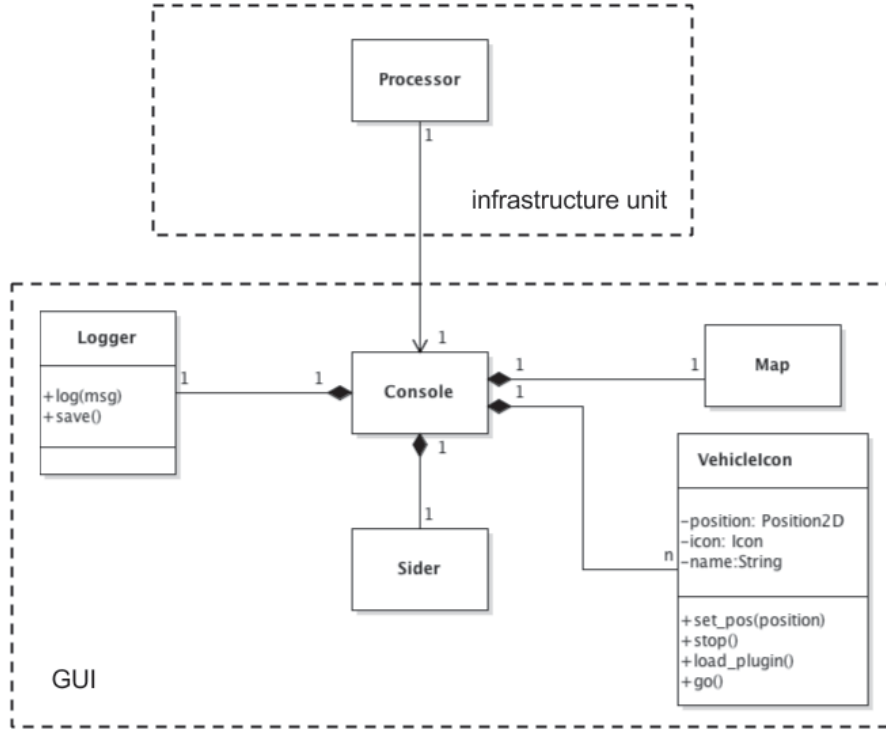 Processor
1
infrastructure unit
1
Logger
+log(msg)
+save()
1
1
Console
1
1
Map
1
n
VehicleIcon
-position: Position2D
-icon: Icon
-name:String
+set_pos(position)
+stop()
+load_plugin()
+go()
1
1
Sider
GUI